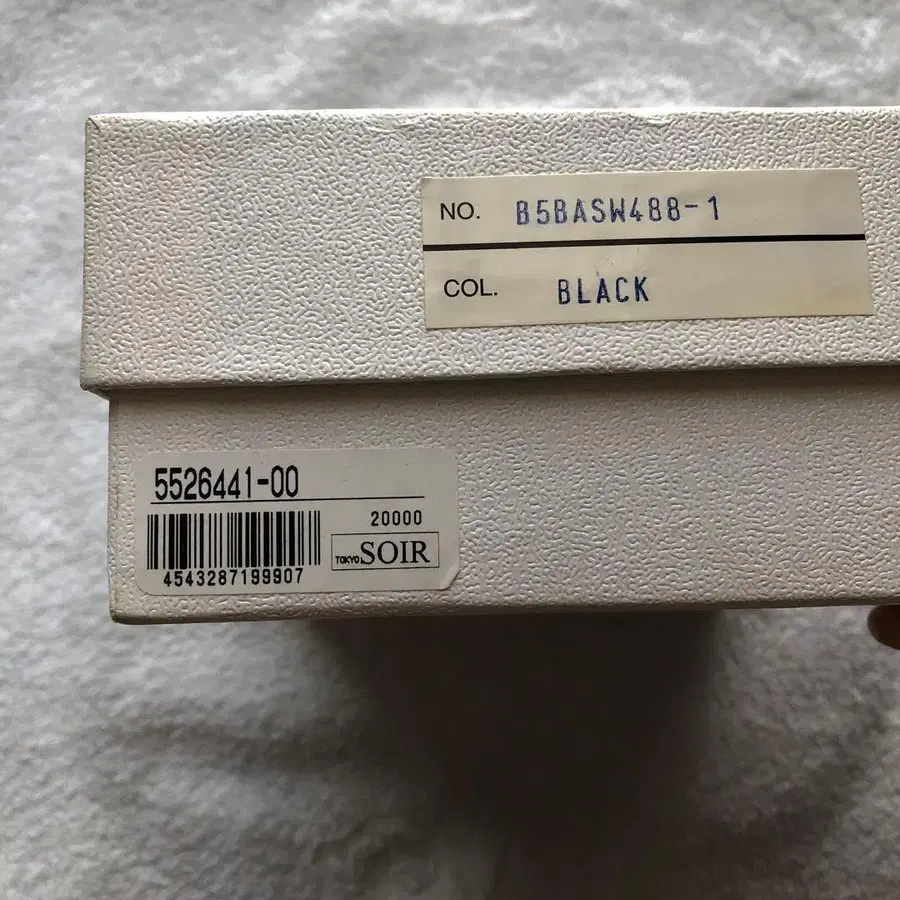 NO. B5BASW488-1
COL. BLACK
5526441-00
20000
TOKYO SOIR
4543287199907